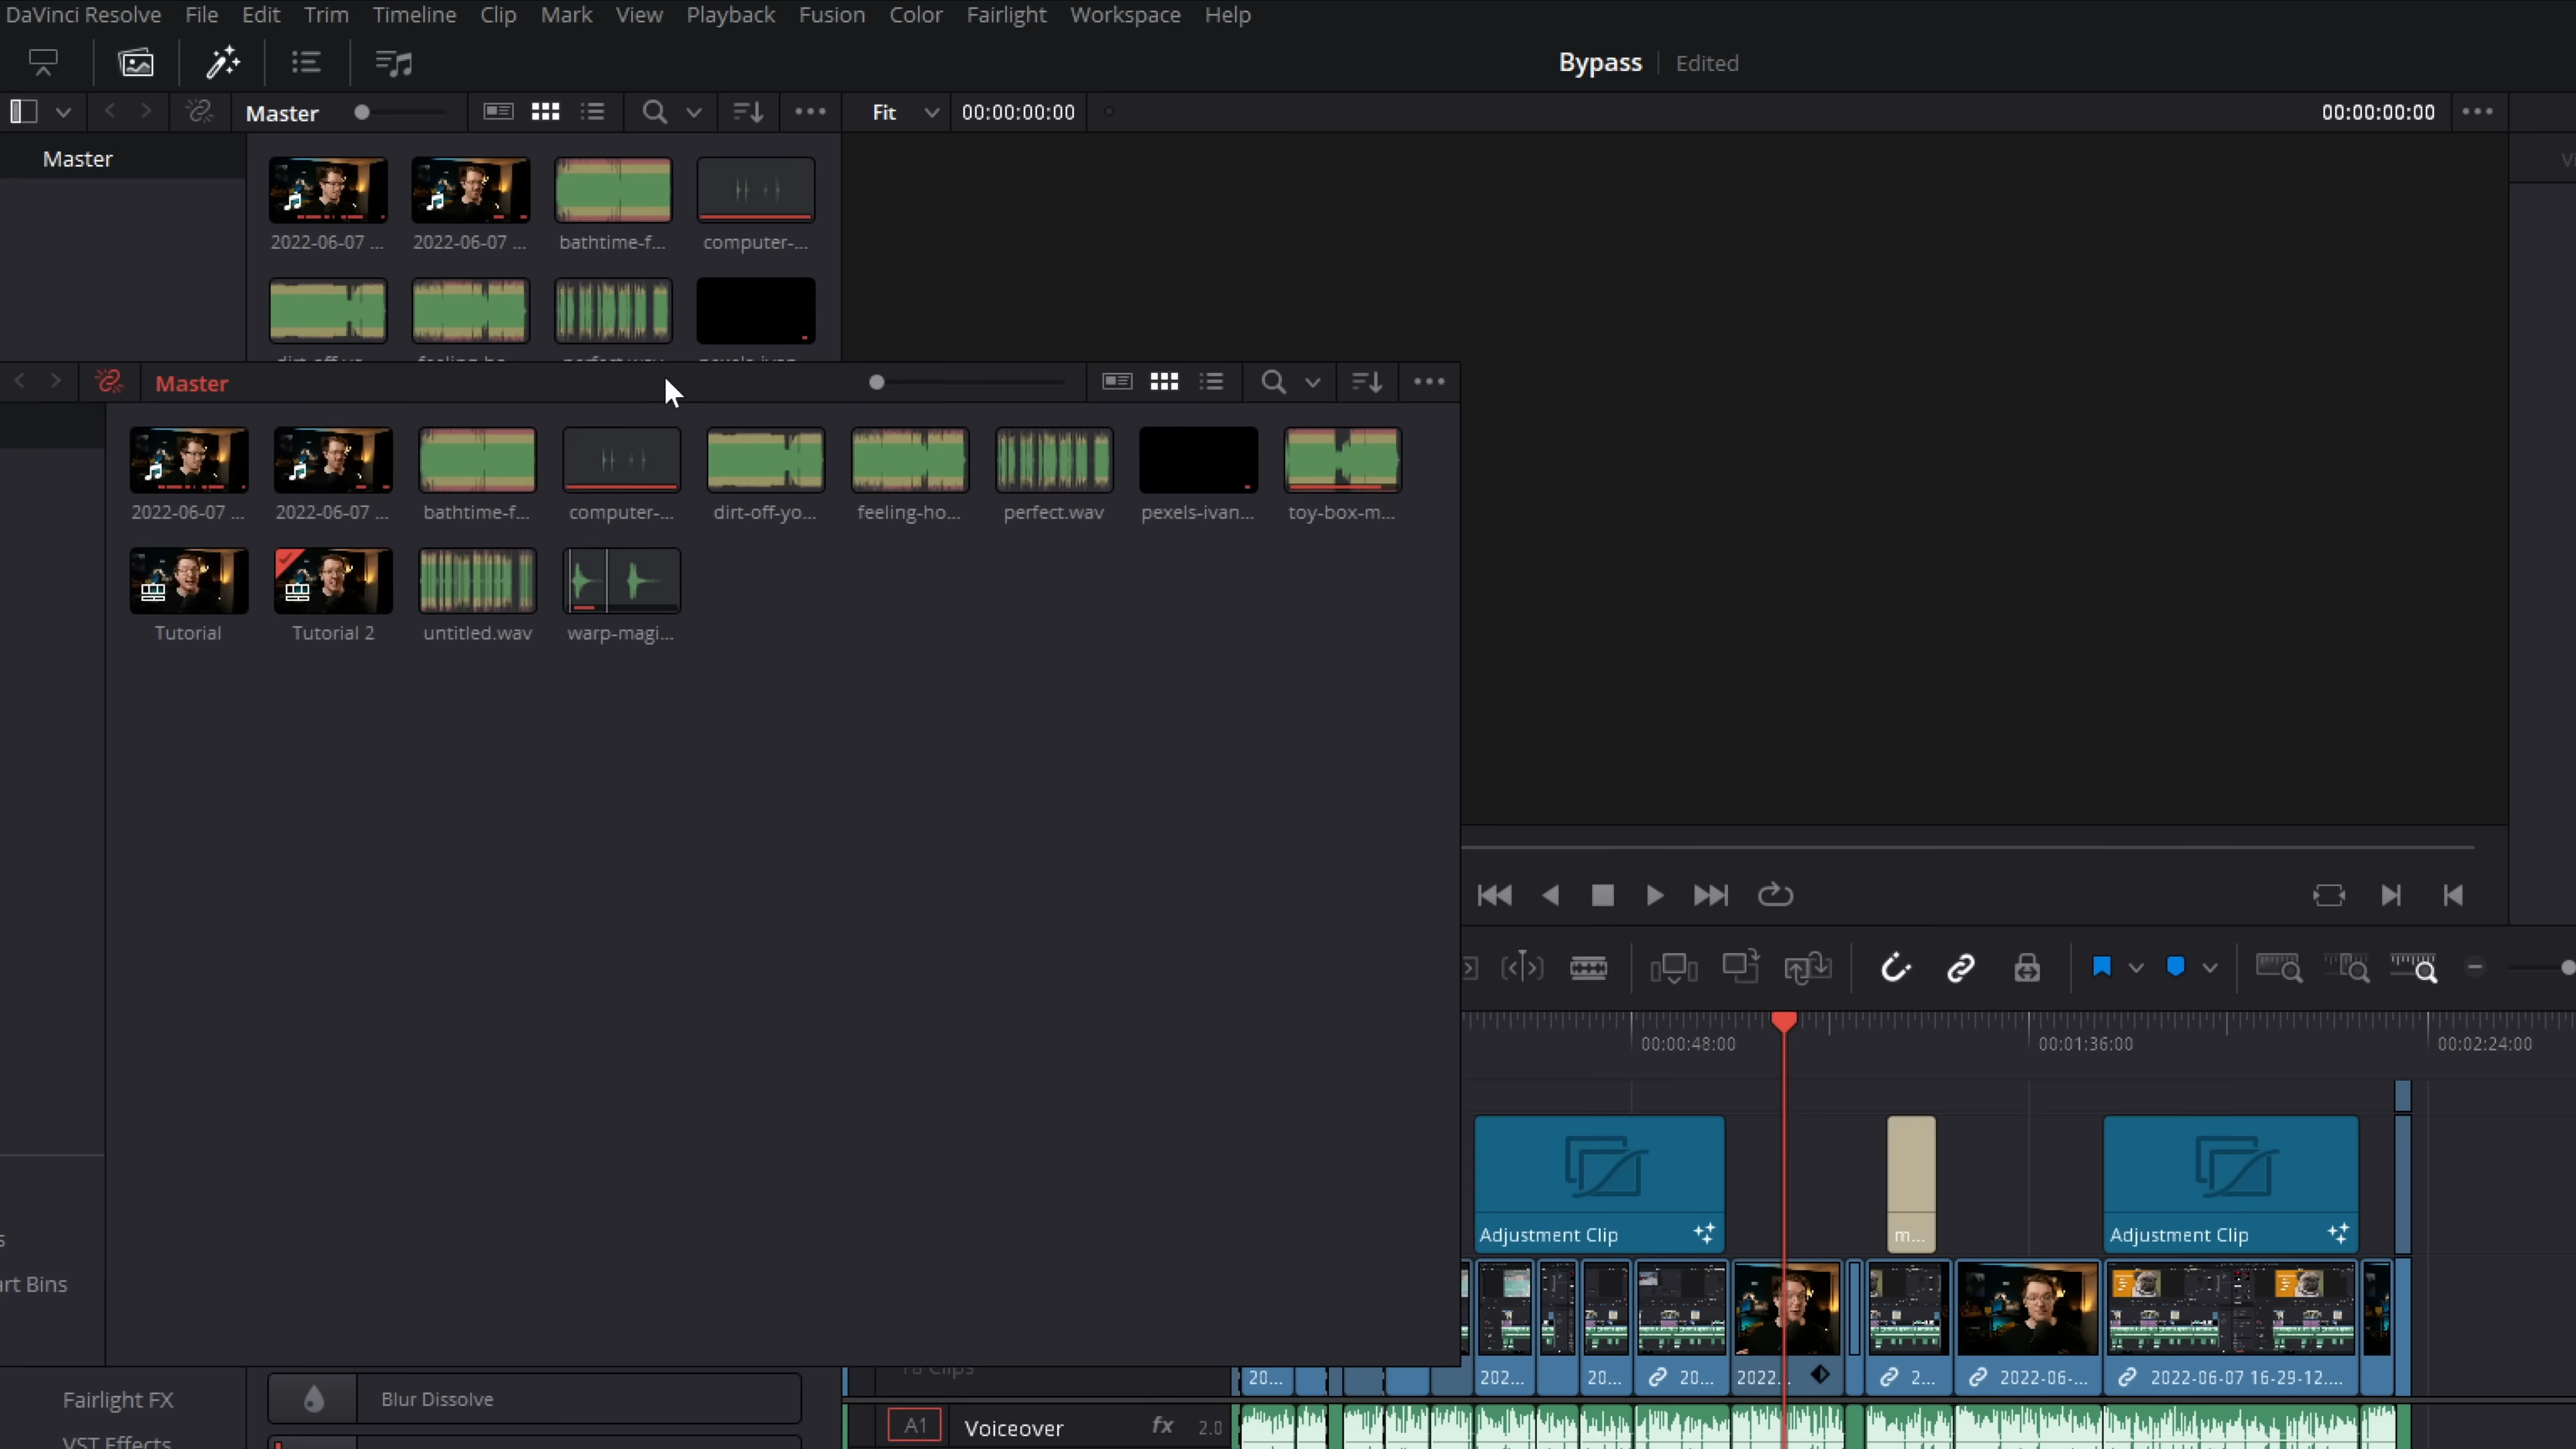 DaVinci Resolve File Edit Trim Timeline Clip Mark View Playback Fusion Color Fairlight Workspace Help
Bypass Edited
Master Fit 00:00:00:00 00:00:00:00
Master
2022-06-07 ... 2022-06-07 ... bathtime-f... computer-...
Master
2022-06-07 ... 2022-06-07 ... bathtime-f... computer-... dirt-off-yo... feeling-ho... perfect.wav pexels-ivan... toy-box-m...
Tutorial Tutorial 2 untitled.wav warp-magi...
00:00:48:00 00:01:36:00 00:02:24:00
Adjustment Clip m... Adjustment Clip
art Bins
20... 202... 20... 20... 2022... 2... 2022-06-... 2022-06-07 16-29-12....
Fairlight FX Blur Dissolve
A1 Voiceover fx 2.0
VST Effects